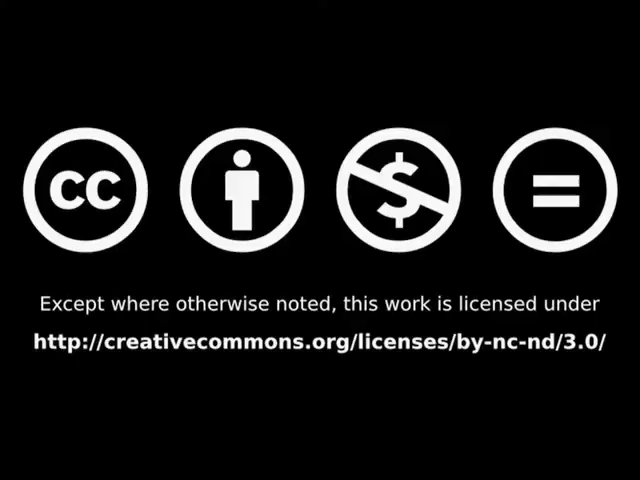 cc
$
=
Except where otherwise noted, this work is licensed under
http://creativecommons.org/licenses/by-nc-nd/3.0/